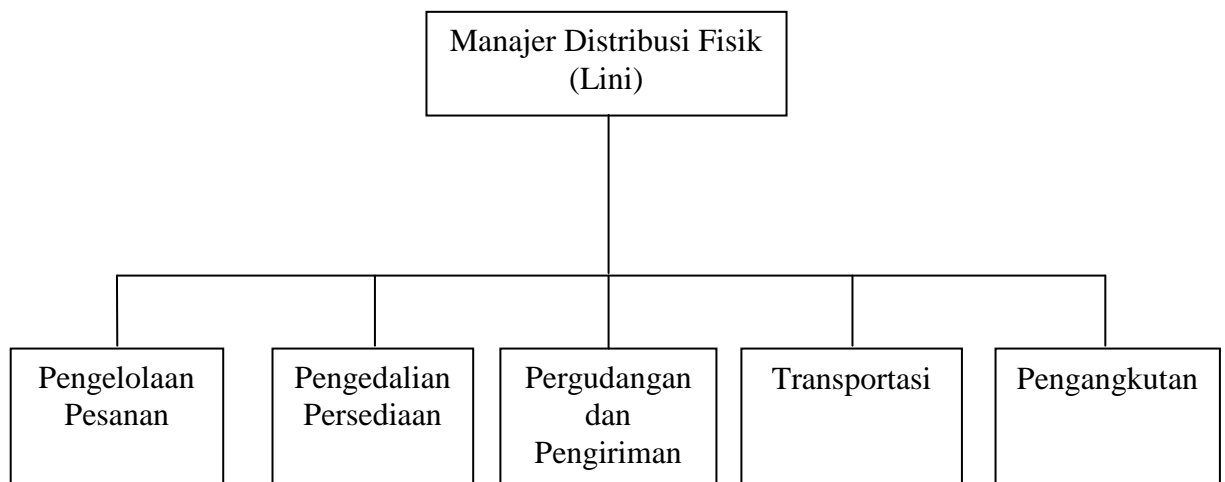 Manajer Distribusi Fisik
(Lini)
Pengelolaan
Pesanan
Pengedalian
Persediaan
Pergudangan
dan
Pengiriman
Transportasi
Pengangkutan